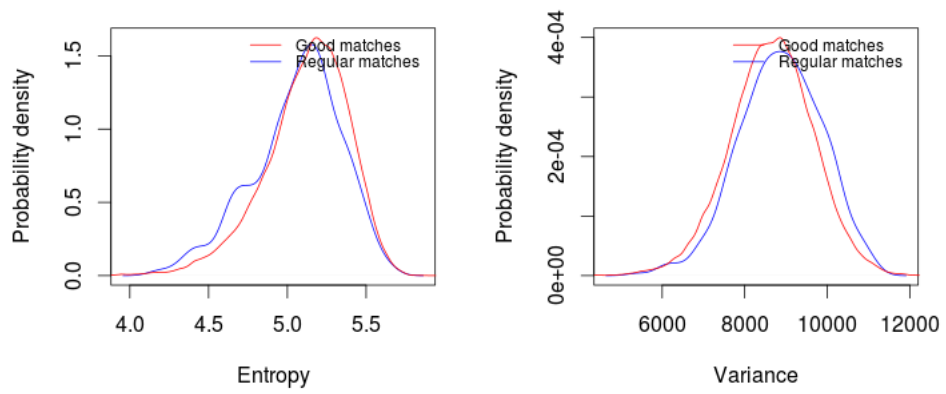 Probability density
0.0
0.5
1.0
1.5
Good matches
Regular matches
4.0 4.5 5.0 5.5
Entropy
Probability density
0e+00
2e-04
4e-04
Good matches
Regular matches
6000 8000 10000 12000
Variance